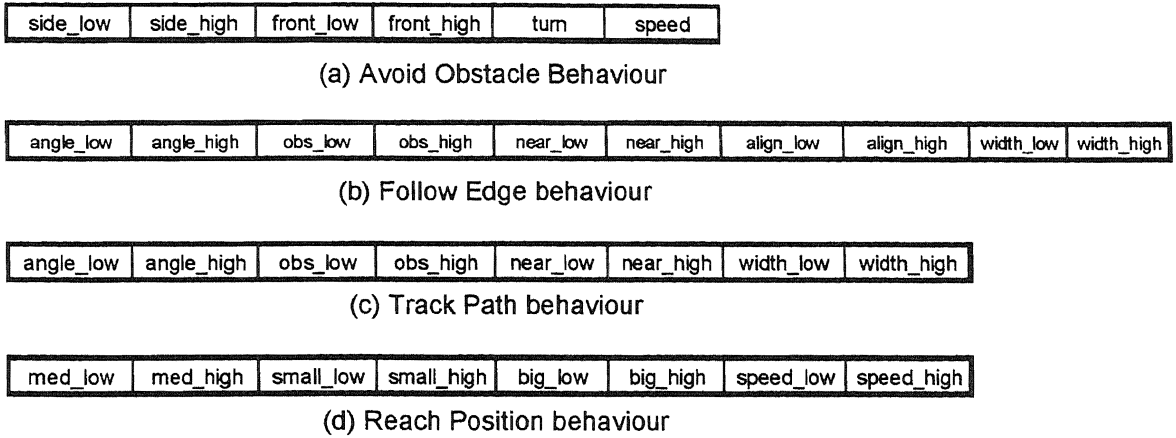 side_low side_high front_low front_high turn speed
(a) Avoid Obstacle Behaviour
angle_low angle_high obs_low obs_high near_low near_high align_low align_high width_low width_high
(b) Follow Edge behaviour
angle_low angle_high obs_low obs_high near_low near_high width_low width_high
(c) Track Path behaviour
med_low med_high small_low small_high big_low big_high speed_low speed_high
(d) Reach Position behaviour